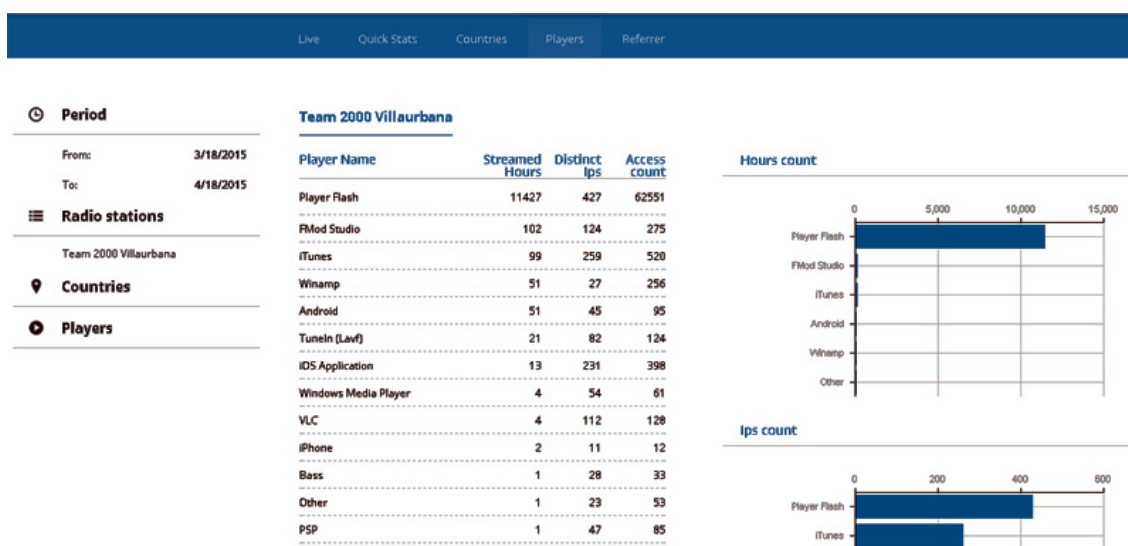 Live Quick Stats Countries Players Referrer
Period
From: 3/18/2015
To: 4/18/2015
Radio stations
Team 2000 Villaurbana
Countries
Players
Team 2000 Villaurbana
Player Name Streamed Hours Distinct Ips Access count
Player Flash 11427 427 62551
FMod Studio 102 124 275
iTunes 99 259 520
Winamp 51 27 256
Android 51 45 95
TuneIn (Lavf) 21 82 124
iOS Application 13 231 398
Windows Media Player 4 54 61
VLC 4 112 128
iPhone 2 11 12
Bass 1 28 33
Other 1 23 53
PSP 1 47 85
Hours count
0 5,000 10,000 15,000
Player Flash
FMod Studio
iTunes
Android
Winamp
Other
Ips count
0 200 400 600
Player Flash
iTunes